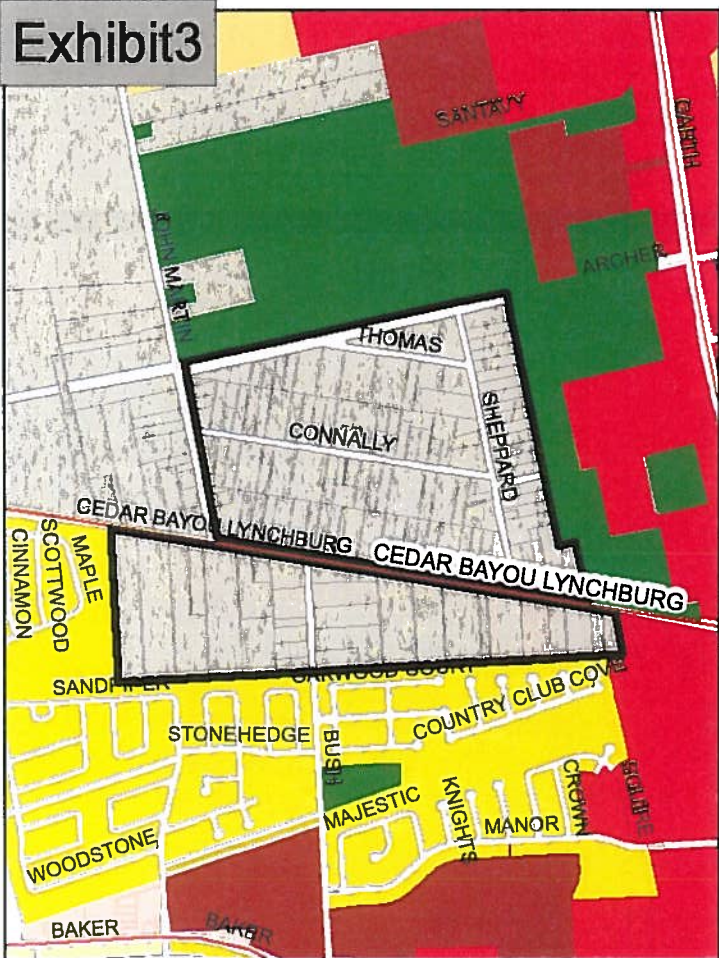 Exhibit3
SANTAVY
GARTH
JOHN MARTIN
ARCHER
THOMAS
SHEPPARD
CONNALLY
CEDAR BAYOU LYNCHBURG
CEDAR BAYOU LYNCHBURG
MAPLE
SCOTTWOOD
CINNAMON
SANDPIPER
OAKWOOD COURT
COUNTRY CLUB COVE
STONEHEDGE
BUSH
MAJESTIC
KNIGHTS
CROWN
SQUIRE
MANOR
WOODSTONE
BAKER
BAKER